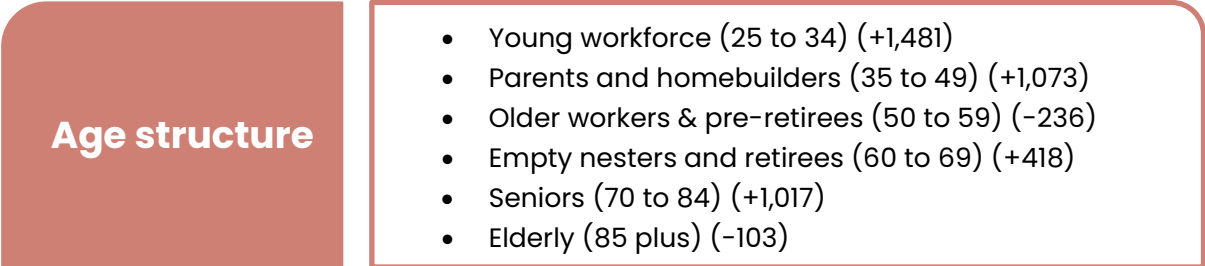 Age structure
• Young workforce (25 to 34) (+1,481)
• Parents and homebuilders (35 to 49) (+1,073)
• Older workers & pre-retirees (50 to 59) (-236)
• Empty nesters and retirees (60 to 69) (+418)
• Seniors (70 to 84) (+1,017)
• Elderly (85 plus) (-103)